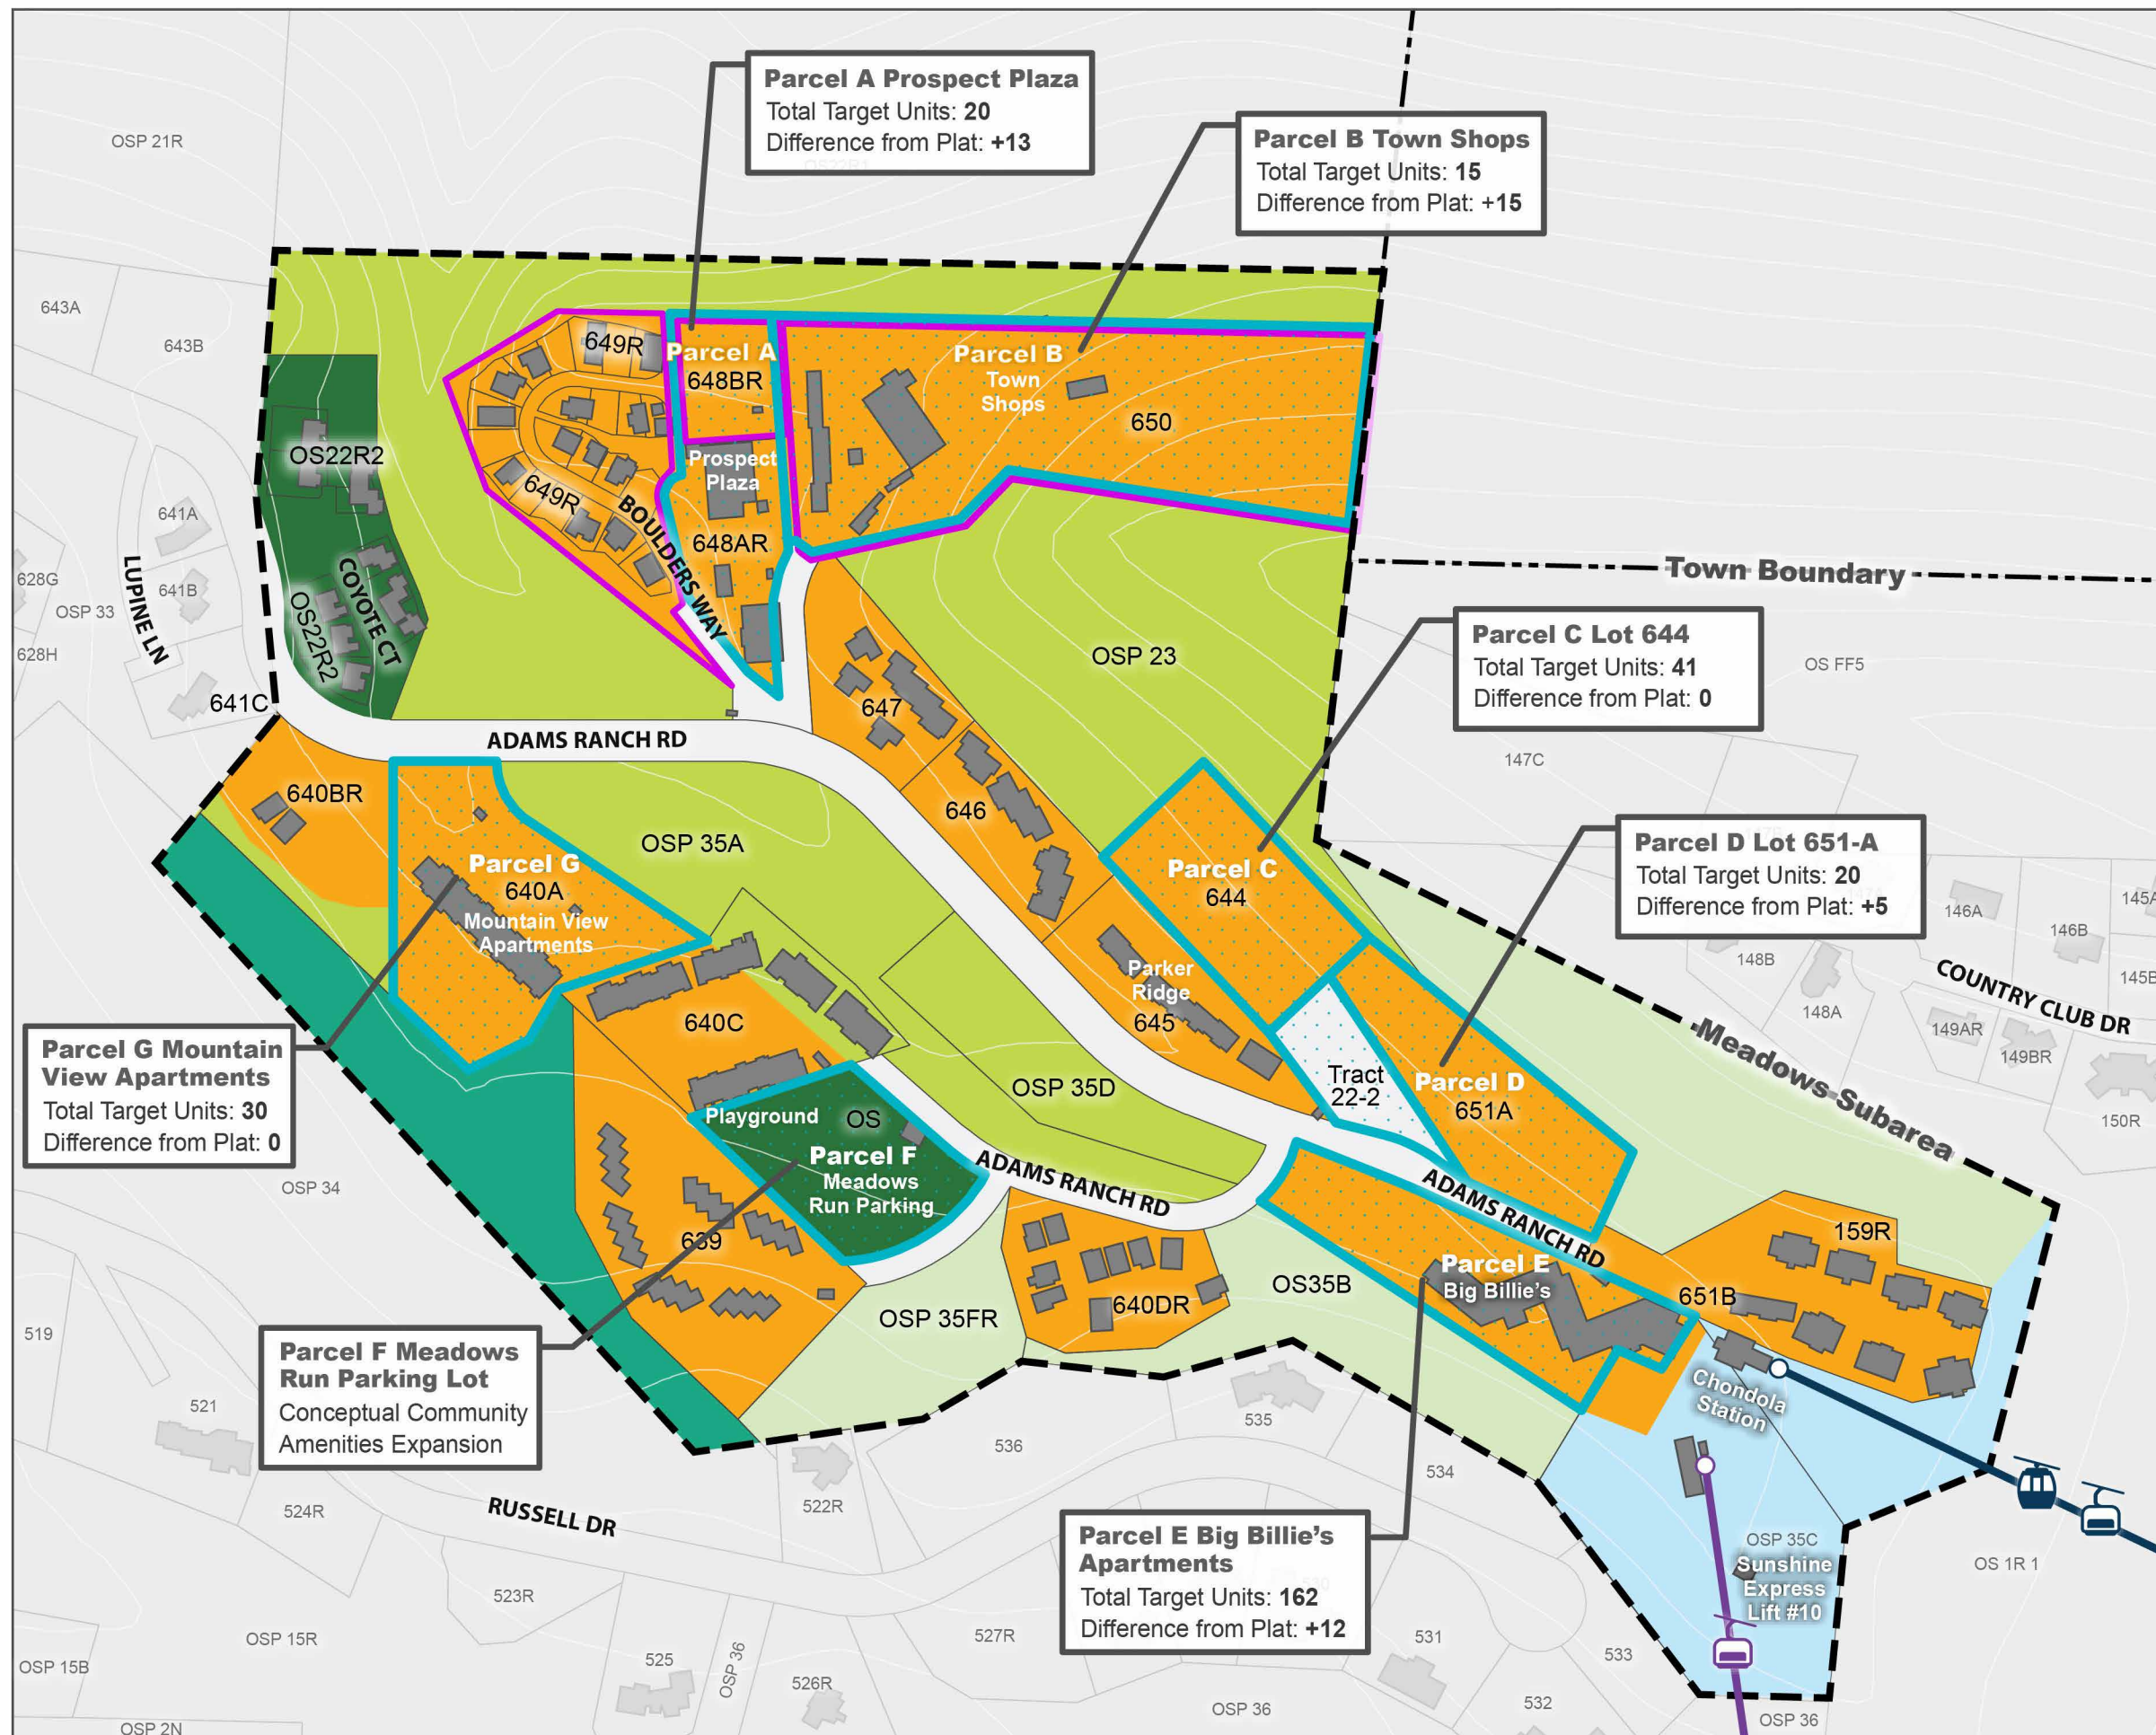 Parcel A Prospect Plaza
Total Target Units: 20
Difference from Plat: +13
OS22R1
Parcel B Town Shops
Total Target Units: 15
Difference from Plat: +15
OSP 21R
643A
643B
649R
Parcel A
648BR
Parcel B
Town
Shops
650
OS22R2
Prospect
Plaza
649R
BOULDERS WAY
648AR
641A
641B
LUPINE LN
628G
OSP 33
628H
COYOTE CT
OS22R2
641C
Town Boundary
OSP 23
Parcel C Lot 644
Total Target Units: 41
Difference from Plat: 0
OS FF5
147C
647
ADAMS RANCH RD
640BR
646
OSP 35A
Parcel G
640A
Mountain View
Apartments
Parcel C
644
Parcel D Lot 651-A
Total Target Units: 20
Difference from Plat: +5
146A
146B
145A
145B
148B
148A
COUNTRY CLUB DR
149AR
149BR
150R
Meadows Subarea
Parker
Ridge
645
640C
Parcel G Mountain
View Apartments
Total Target Units: 30
Difference from Plat: 0
OSP 34
OSP 35D
Tract
22-2
Parcel D
651A
Playground
OS
Parcel F
Meadows
Run Parking
ADAMS RANCH RD
ADAMS RANCH RD
639
159R
Parcel E
Big Billie's
651B
OS35B
640DR
OSP 35FR
Parcel F Meadows
Run Parking Lot
Conceptual Community
Amenities Expansion
Chondola
Station
519
521
524R
RUSSELL DR
522R
536
535
534
Parcel E Big Billie's
Apartments
Total Target Units: 162
Difference from Plat: +12
OSP 35C
Sunshine
Express
Lift #10
OS 1R 1
523R
OSP 15R
OSP 15B
525
OSP 36
526R
527R
531
533
532
OSP 36
OSP 36
OSP 2N